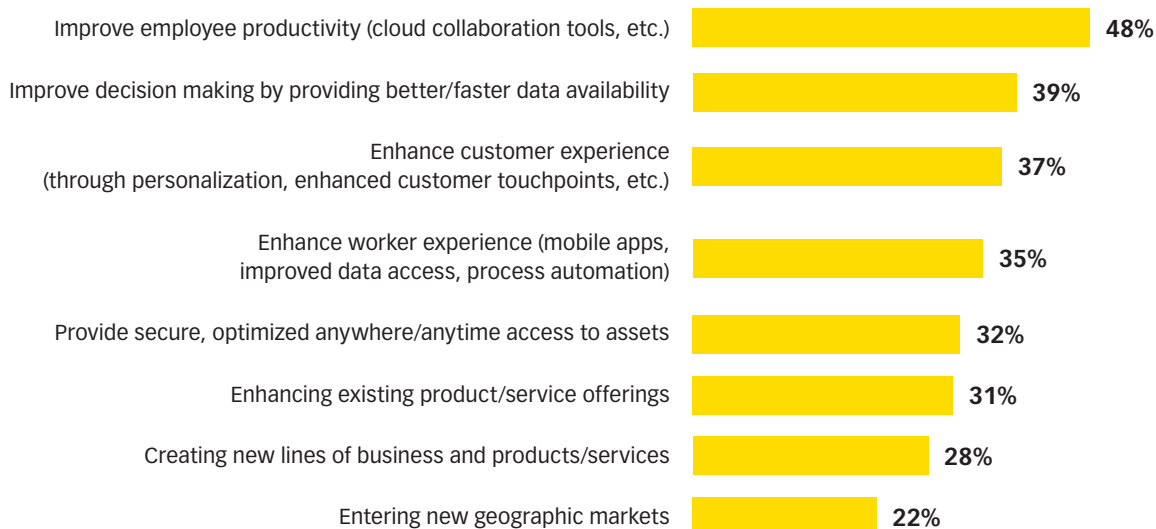 Improve employee productivity (cloud collaboration tools, etc.) 48%
Improve decision making by providing better/faster data availability 39%
Enhance customer experience
(through personalization, enhanced customer touchpoints, etc.) 37%
Enhance worker experience (mobile apps,
improved data access, process automation) 35%
Provide secure, optimized anywhere/anytime access to assets 32%
Enhancing existing product/service offerings 31%
Creating new lines of business and products/services 28%
Entering new geographic markets 22%